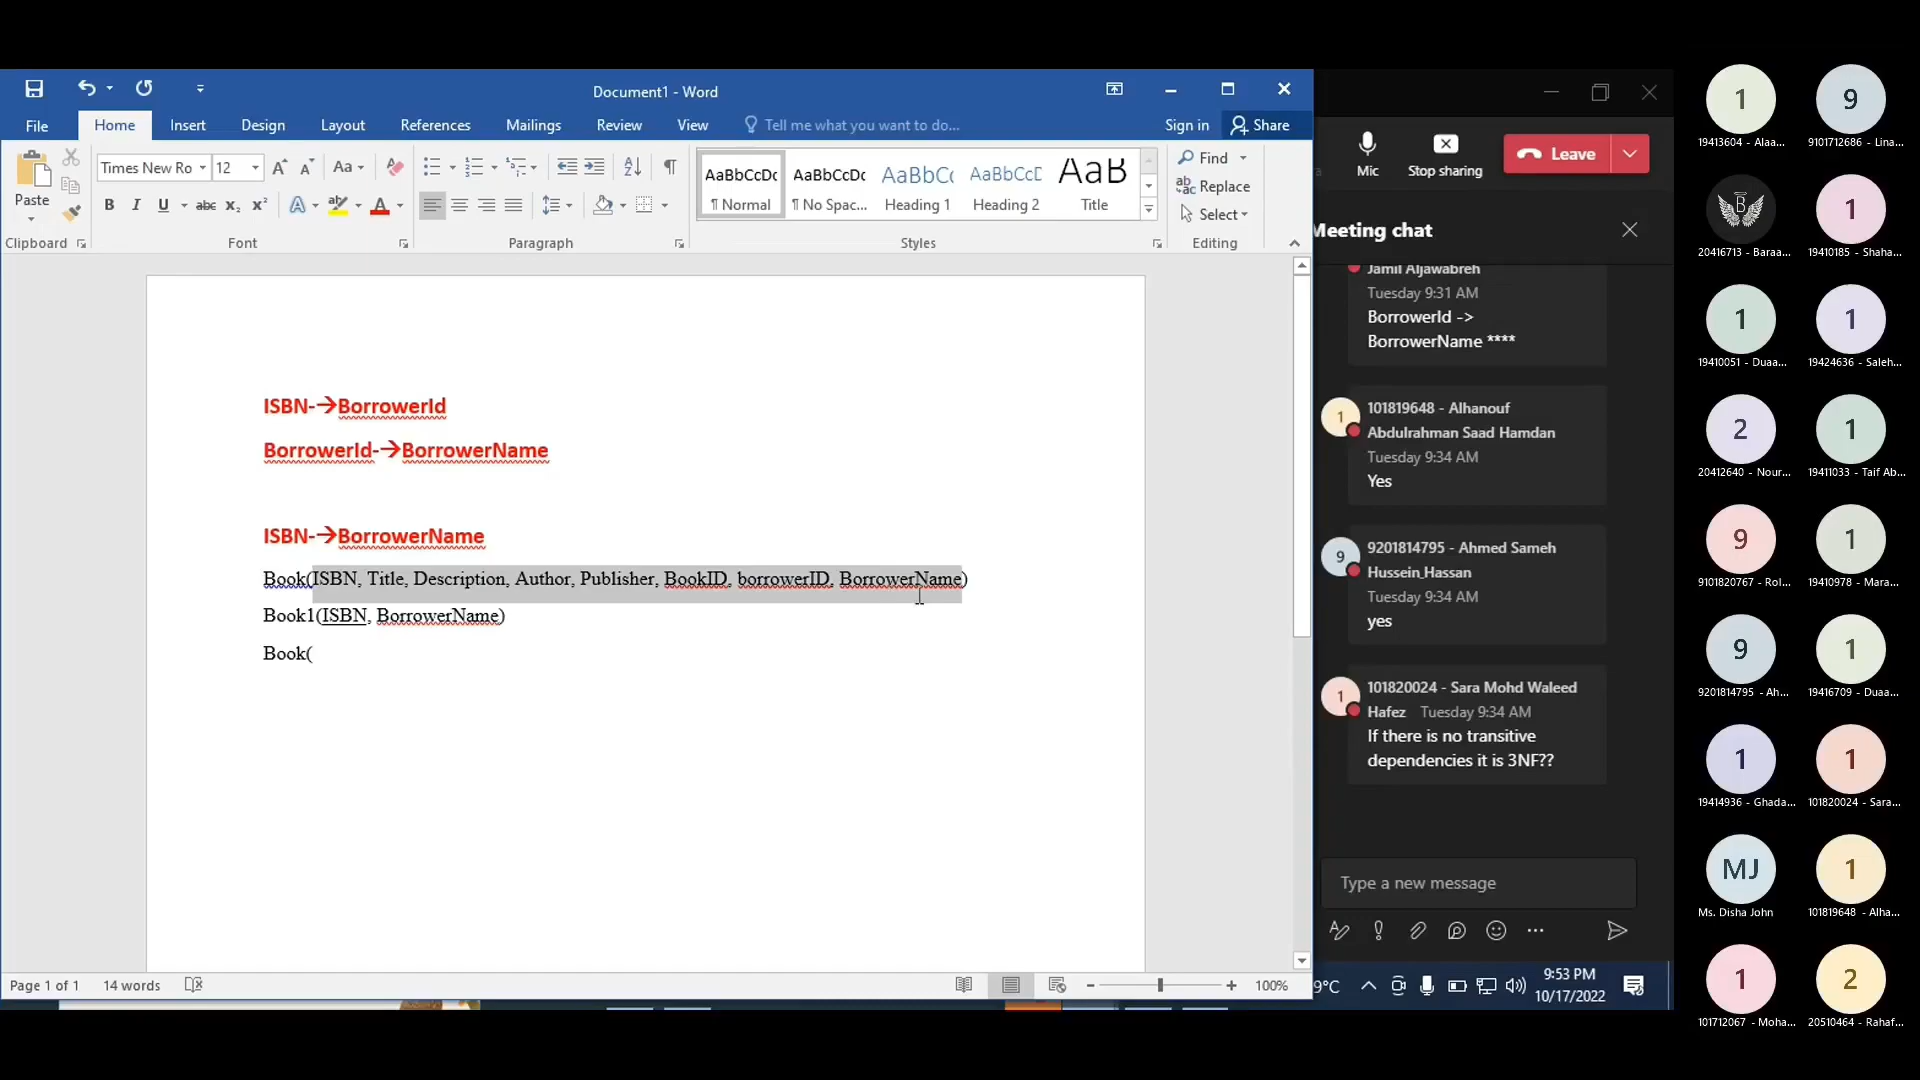 Document1 - Word
File
Home
Insert
Design
Layout
References
Mailings
Review
View
Tell me what you want to do...
Sign in
Share
Paste
Times New Ro
12
Aa
AaBbCcDc
¶ Normal
AaBbCcDc
¶ No Spac...
AaBbCc
Heading 1
AaBbCcD
Heading 2
AaB
Title
Find
Replace
Select
Clipboard
Font
Paragraph
Styles
Editing
ISBN-→BorrowerId
BorrowerId-→BorrowerName
ISBN-→BorrowerName
Book(ISBN, Title, Description, Author, Publisher, BookID, borrowerID, BorrowerName)
Book1(ISBN, BorrowerName)
Book(
Page 1 of 1
14 words
100%
Mic
Stop sharing
Leave
Meeting chat
Jamil Aljawabreh
Tuesday 9:31 AM
BorrowerId ->
BorrowerName ****
1
101819648 - Alhanouf
Abdulrahman Saad Hamdan
Tuesday 9:34 AM
Yes
9
9201814795 - Ahmed Sameh
Hussein_Hassan
Tuesday 9:34 AM
yes
1
101820024 - Sara Mohd Waleed
Hafez Tuesday 9:34 AM
If there is no transitive
dependencies it is 3NF??
Type a new message
9°C
9:53 PM
10/17/2022
1
19413604 - Alaa...
9
9101712686 - Lina...
B
20416713 - Baraa...
1
19410185 - Shaha...
1
19410051 - Duaa...
1
19424636 - Saleh...
2
20412640 - Nour...
1
19411033 - Taif Ab...
9
9101820767 - Rol...
1
19410978 - Mara...
9
9201814795 - Ah...
1
19416709 - Duaa...
1
19414936 - Ghada...
1
101820024 - Sara...
MJ
Ms. Disha John
1
101819648 - Alha...
1
101712067 - Moha...
2
20510464 - Rahaf...